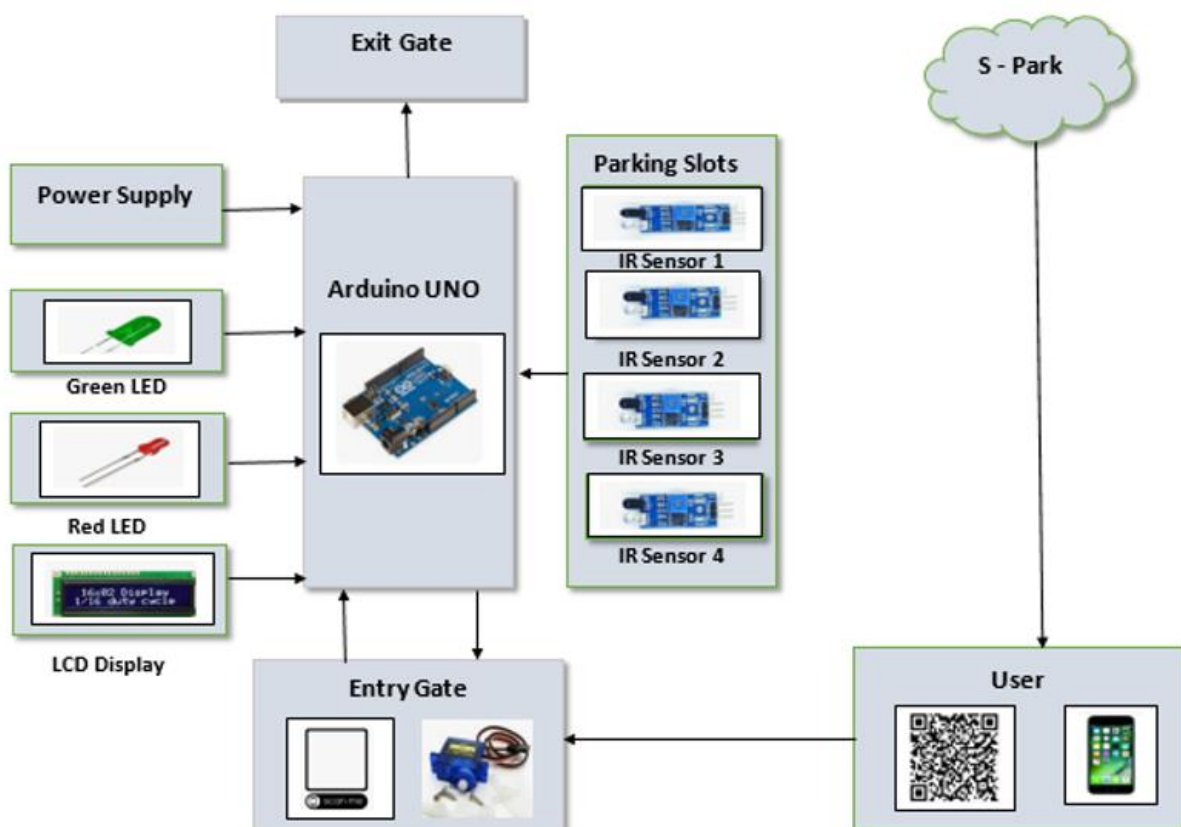 Exit Gate
S - Park
Power Supply
Parking Slots
IR Sensor 1
Arduino UNO
IR Sensor 2
Green LED
IR Sensor 3
Red LED
IR Sensor 4
16x02 Display
1/16 duty cycle
LCD Display
Entry Gate
User
scan me